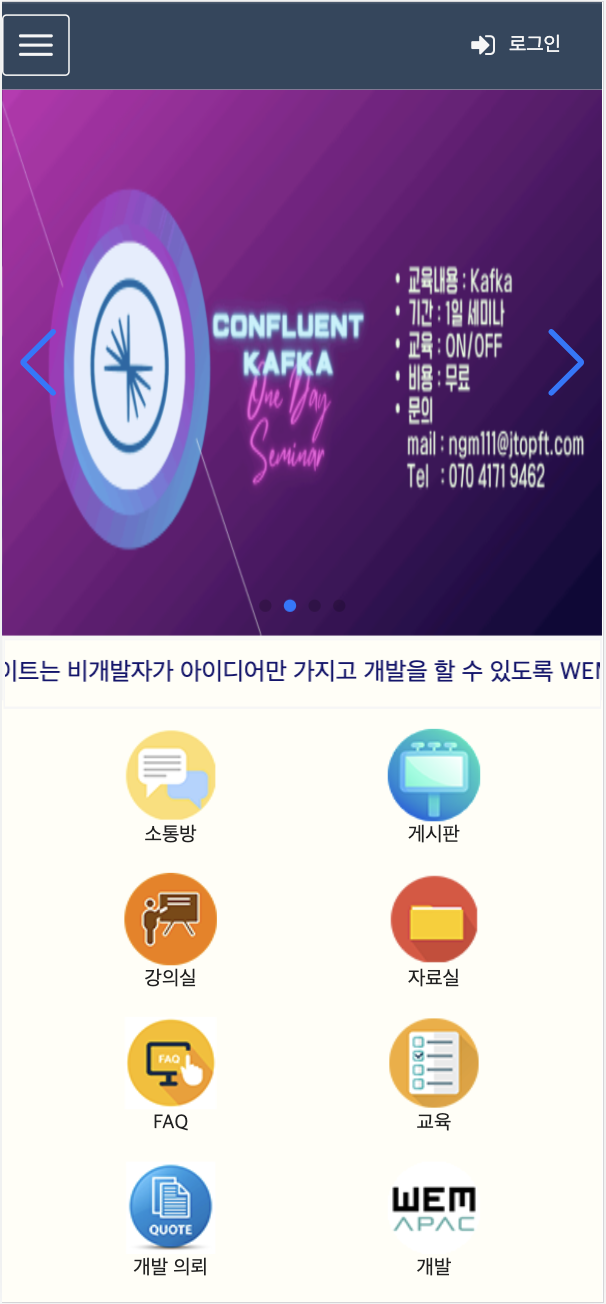 로그인
CONFLUENT
KAFKA
One Day
Seminar
• 교육내용 : Kafka
• 기간 : 1일 세미나
• 교육 : ON/OFF
• 비용 : 무료
• 문의
mail : ngm111@jtopft.com
Tel : 070 4171 9462
이트는 비개발자가 아이디어만 가지고 개발을 할 수 있도록 WEM
소통방
게시판
강의실
자료실
FAQ
FAQ
교육
QUOTE
개발 의뢰
WEM
APAC
개발